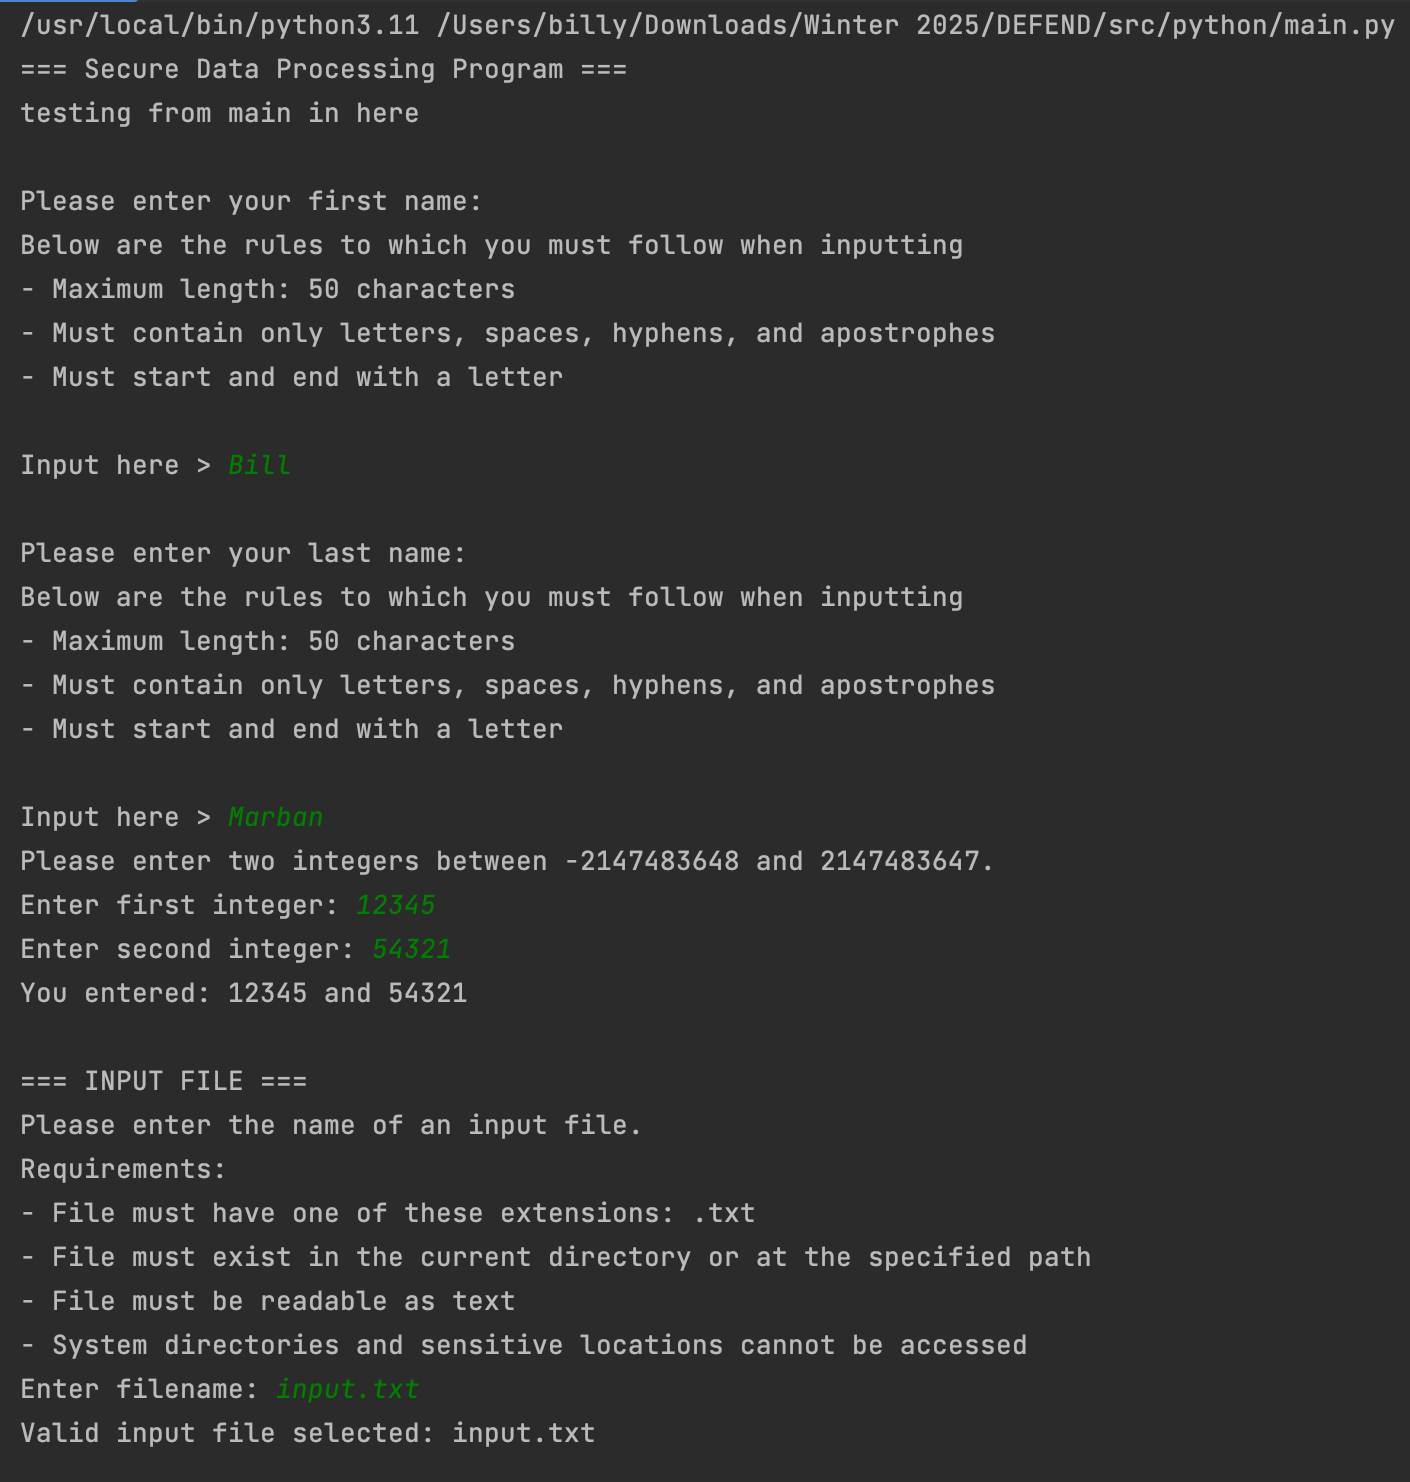 /usr/local/bin/python3.11 /Users/billy/Downloads/Winter 2025/DEFEND/src/python/main.py
=== Secure Data Processing Program ===
testing from main in here
Please enter your first name:
Below are the rules to which you must follow when inputting
- Maximum length: 50 characters
- Must contain only letters, spaces, hyphens, and apostrophes
- Must start and end with a letter
Input here > Bill
Please enter your last name:
Below are the rules to which you must follow when inputting
- Maximum length: 50 characters
- Must contain only letters, spaces, hyphens, and apostrophes
- Must start and end with a letter
Input here > Marban
Please enter two integers between -2147483648 and 2147483647.
Enter first integer: 12345
Enter second integer: 54321
You entered: 12345 and 54321
=== INPUT FILE ===
Please enter the name of an input file.
Requirements:
- File must have one of these extensions: .txt
- File must exist in the current directory or at the specified path
- File must be readable as text
- System directories and sensitive locations cannot be accessed
Enter filename: input.txt
Valid input file selected: input.txt